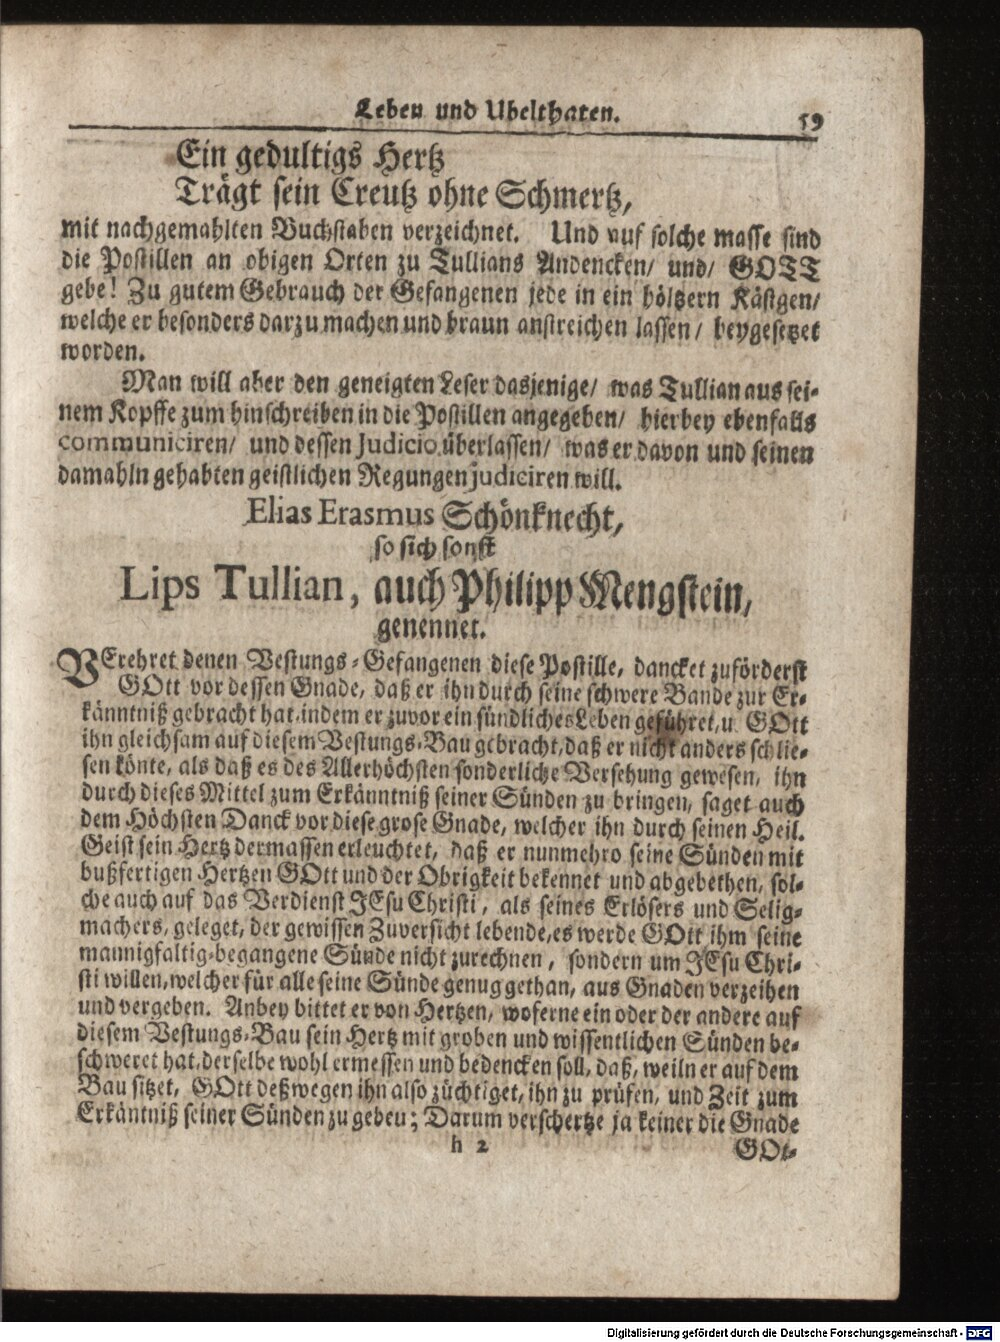 Leben und Ubelthaten. 59
Ein gedultigs Hertz
Trägt sein Creutz ohne Schmertz,
mit nachgemahlten Buchstaben verzeichnet. Und auf solche masse sind
die Postillen an obigen Orten zu Tullians Andencken/ und/ GOTT
gebe! Zu gutem Gebrauch der Gefangenen jede in ein höltzern Kästgen/
welche er besonders darzu machen und braun anstreichen lassen/ beygesetzet
worden.
Man will aber den geneigten Leser dasjenige/ was Tullian aus sei-
nem Kopffe zum hinschreiben in die Postillen angegeben/ hierbey ebenfalls
communiciren/ und dessen Judicio überlassen/ was er davon und seinen
damahln gehabten geistlichen Regungen judiciren will.
Elias Erasmus Schönknecht,
so sich sonst
Lips Tullian, auch Philipp Mengstein,
genennet.
VErehret denen Vestungs-Gefangenen diese Postille, dancket zuförderst
GOtt vor dessen Gnade, daß er ihn durch seine schwere Bande zur Er-
känntniß gebracht hat, indem er zuvor ein sündliches Leben geführet, u. GOtt
ihn gleichsam auf diesem Vestungs-Bau gebracht, daß er nicht anders schlie-
sen könte, als daß es des Allerhöchsten sonderliche Versehung gewesen, ihn
durch dieses Mittel zum Erkänntniß seiner Sünden zu bringen, saget auch
dem Höchsten Danck vor diese grose Gnade, welcher ihn durch seinen Heil.
Geist sein Hertz dermassen erleuchtet, daß er nunmehro seine Sünden mit
bußfertigen Hertzen GOtt und der Obrigkeit bekennet und abgebethen, sol-
che auch auf das Verdienst JEsu Christi, als seines Erlösers und Selig-
machers, geleget, der gewissen Zuversicht lebende, es werde GOtt ihm seine
mannigfaltig-begangene Sünde nicht zurechnen, sondern um JEsu Chri-
sti willen, welcher für alle seine Sünde genug gethan, aus Gnaden verzeihen
und vergeben. Anbey bittet er von Hertzen, woferne ein oder der andere auf
diesem Vestungs-Bau sein Hertz mit groben und wissentlichen Sünden be-
schweret hat, derselbe wohl ermessen und bedencken soll, daß, weiln er auf dem
Bau sitzet, GOtt deßwegen ihn also züchtiget, ihn zu prüfen, und Zeit zum
Erkäntniß seiner Sünden zu geben; Darum verschertze ja keiner die Gnade
h 2 GOt-
Digitalisierung gefördert durch die Deutsche Forschungsgemeinschaft - DFG